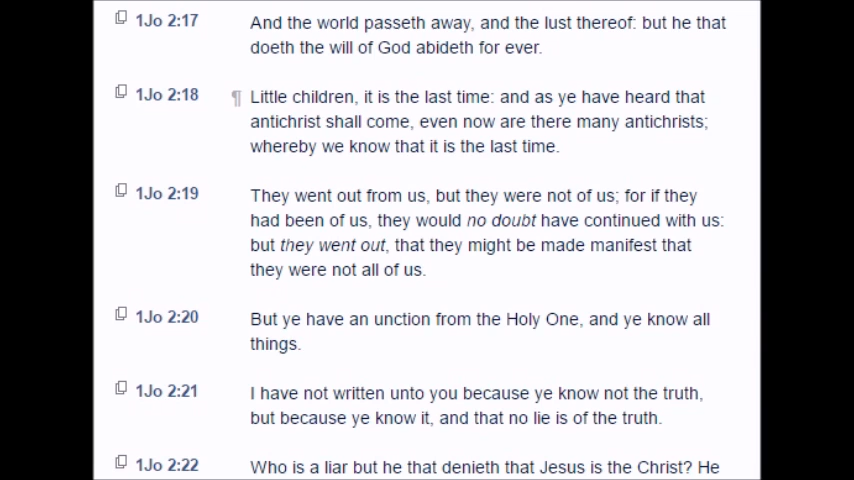 1Jo 2:17 And the world passeth away, and the lust thereof: but he that
doeth the will of God abideth for ever.
1Jo 2:18 ¶ Little children, it is the last time: and as ye have heard that
antichrist shall come, even now are there many antichrists;
whereby we know that it is the last time.
1Jo 2:19 They went out from us, but they were not of us; for if they
had been of us, they would no doubt have continued with us:
but they went out, that they might be made manifest that
they were not all of us.
1Jo 2:20 But ye have an unction from the Holy One, and ye know all
things.
1Jo 2:21 I have not written unto you because ye know not the truth,
but because ye know it, and that no lie is of the truth.
1Jo 2:22 Who is a liar but he that denieth that Jesus is the Christ? He